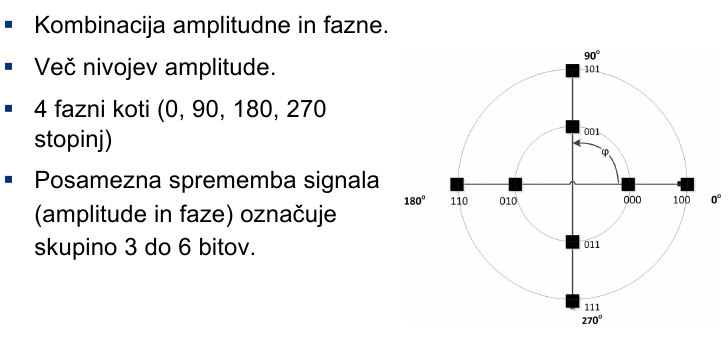 ▪ Kombinacija amplitudne in fazne.
▪ Več nivojev amplitude.
▪ 4 fazni koti (0, 90, 180, 270
stopinj)
▪ Posamezna sprememba signala
(amplitude in faze) označuje
skupino 3 do 6 bitov.
90°
101
001
φ
180° 110 010 000 100 0°
011
111
270°